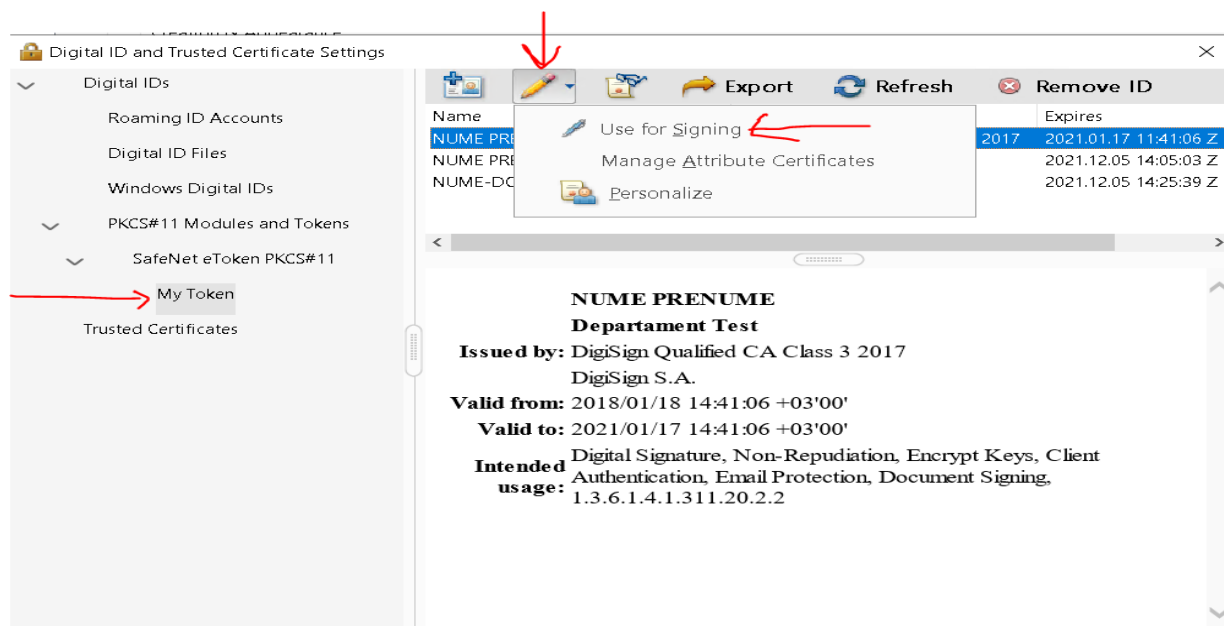 Digital ID and Trusted Certificate Settings
Digital IDs
Roaming ID Accounts
Digital ID Files
Windows Digital IDs
PKCS#11 Modules and Tokens
SafeNet eToken PKCS#11
My Token
Trusted Certificates
Export Refresh Remove ID
Name Expires
NUME PRE 2017 2021.01.17 11:41:06 Z
NUME PRE 2021.12.05 14:05:03 Z
NUME-DO 2021.12.05 14:25:39 Z
Use for Signing
Manage Attribute Certificates
Personalize
NUME PRENUME
Departament Test
Issued by: DigiSign Qualified CA Class 3 2017
DigiSign S.A.
Valid from: 2018/01/18 14:41:06 +03'00'
Valid to: 2021/01/17 14:41:06 +03'00'
Intended usage: Digital Signature, Non-Repudiation, Encrypt Keys, Client
Authentication, Email Protection, Document Signing,
1.3.6.1.4.1.311.20.2.2